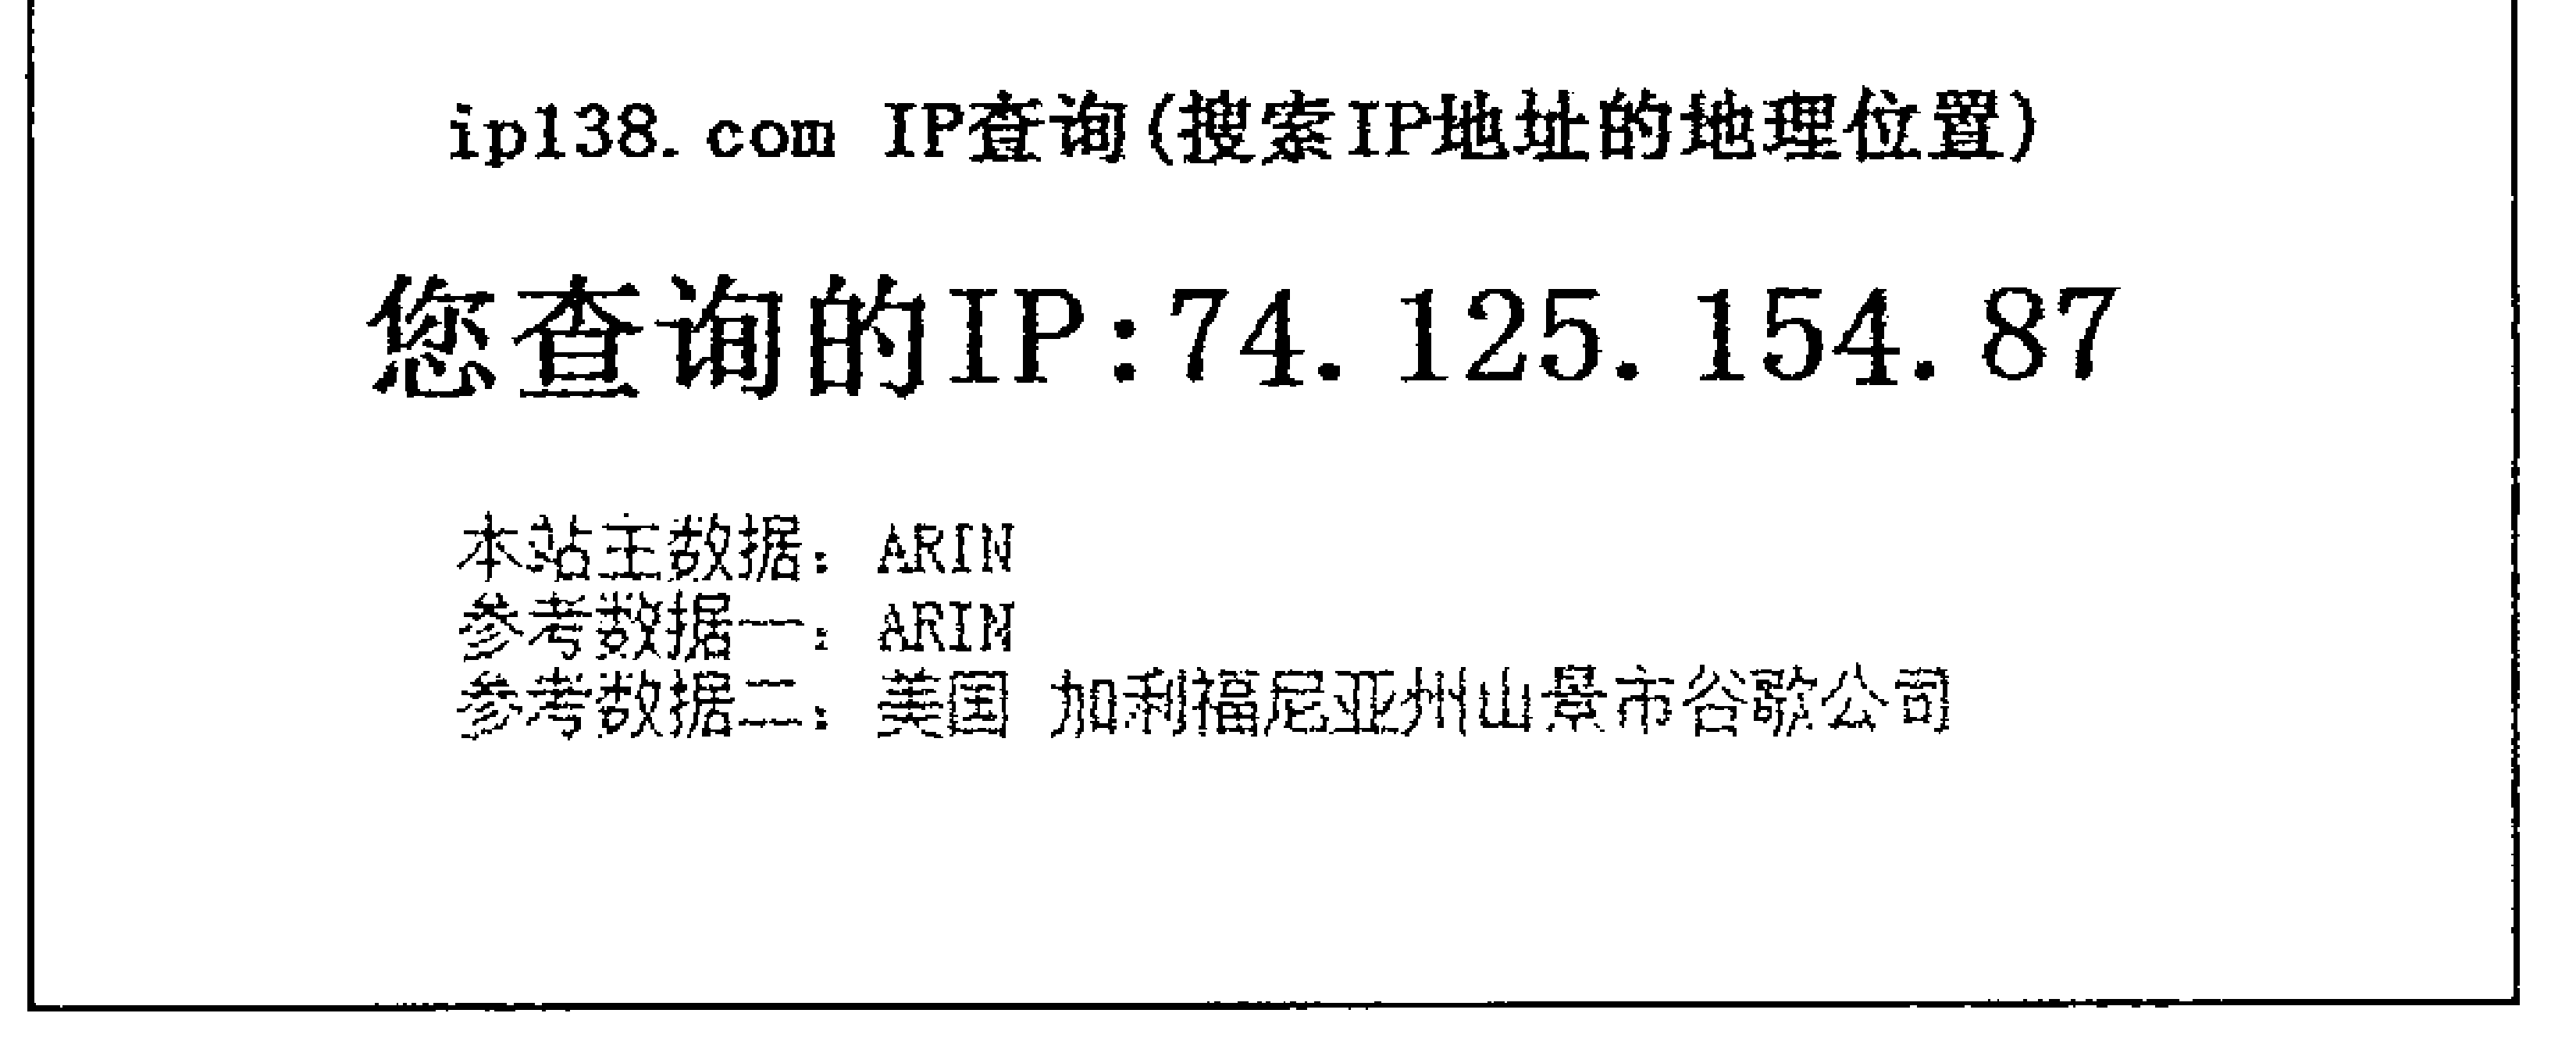 ip138.com IP查询(搜索IP地址的地理位置)
您查询的IP:74.125.154.87
本站主数据：ARIN
参考数据一：ARIN
参考数据二：美国 加利福尼亚州山景市谷歌公司